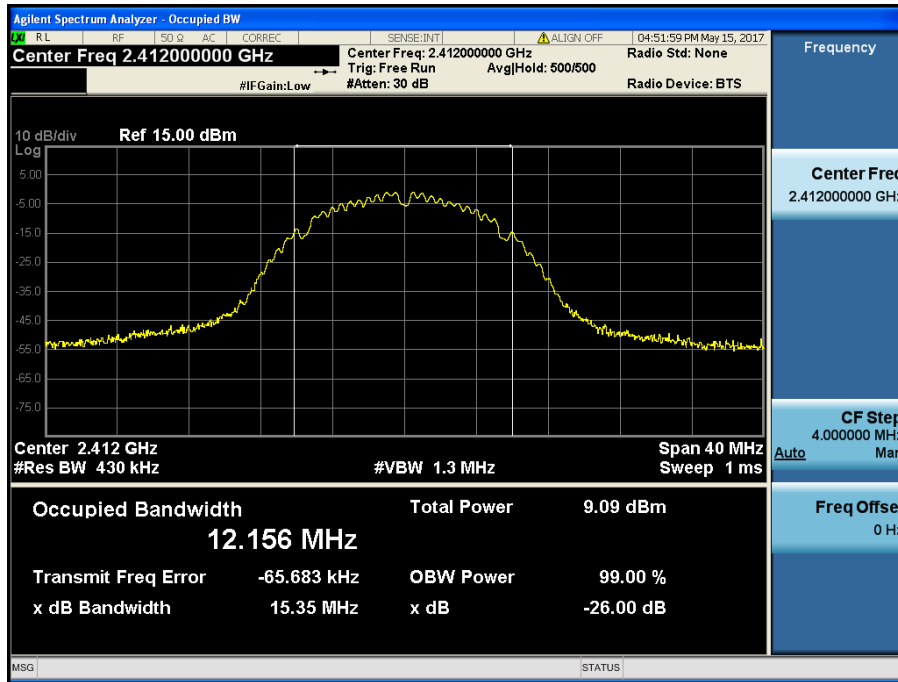 Agilent Spectrum Analyzer - Occupied BW
LXI RL RF 50 Ω AC CORREC SENSE:INT ALIGN OFF 04:51:59 PM May 15, 2017
Center Freq 2.412000000 GHz
Center Freq: 2.412000000 GHz Radio Std: None
Trig: Free Run Avg|Hold: 500/500
#IFGain:Low #Atten: 30 dB Radio Device: BTS
10 dB/div Ref 15.00 dBm
Log
5.00
-5.00
-15.0
-25.0
-35.0
-45.0
-55.0
-65.0
-75.0
Center 2.412 GHz Span 40 MHz
#Res BW 430 kHz #VBW 1.3 MHz Sweep 1 ms
Occupied Bandwidth Total Power 9.09 dBm
12.156 MHz
Transmit Freq Error -65.683 kHz OBW Power 99.00 %
x dB Bandwidth 15.35 MHz x dB -26.00 dB
MSG STATUS
Frequency
Center Freq
2.412000000 GHz
CF Step
4.000000 MHz
Auto Man
Freq Offse
0 Hz